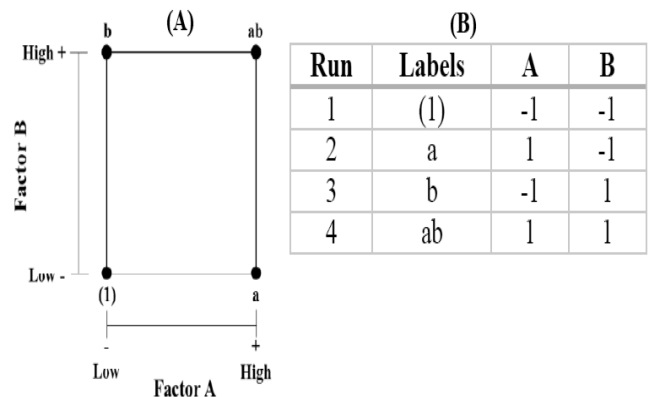 (A)
b
ab
High +
Factor B
Low -
(1)
a
-
+
Low
High
Factor A
(B)
Run Labels A B
1 (1) -1 -1
2 a 1 -1
3 b -1 1
4 ab 1 1